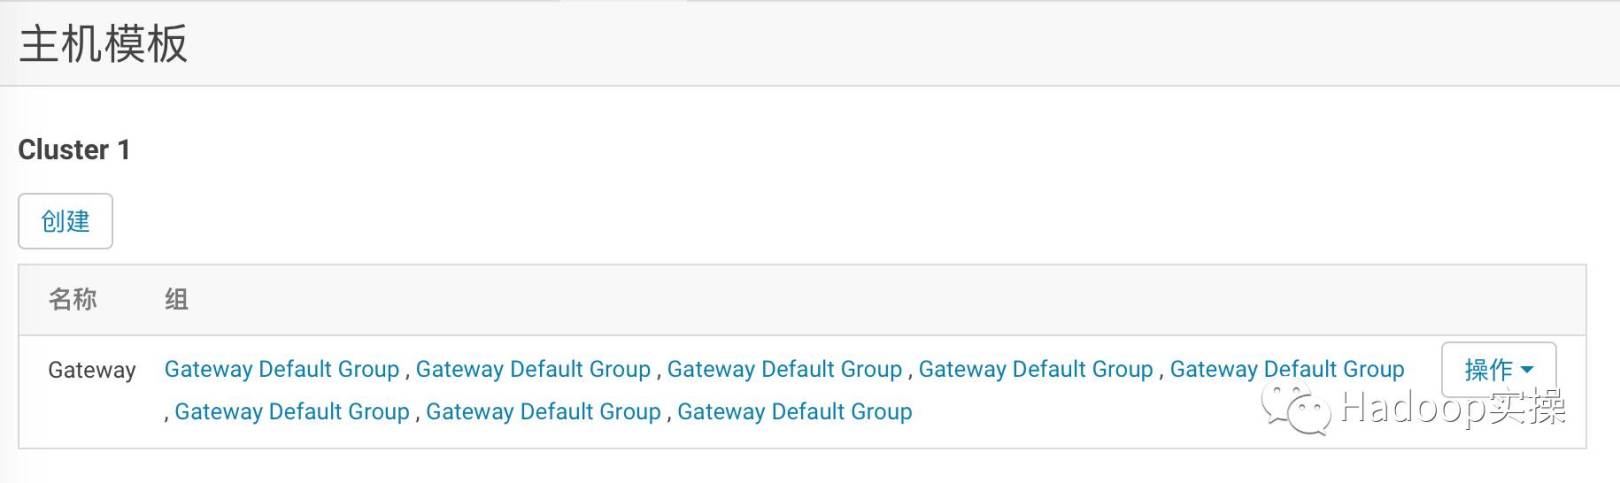 主机模板
Cluster 1
创建
名称 组
Gateway Gateway Default Group , Gateway Default Group , Gateway Default Group , Gateway Default Group , Gateway Default Group 操作
, Gateway Default Group , Gateway Default Group , Gateway Default Group
Hadoop实操